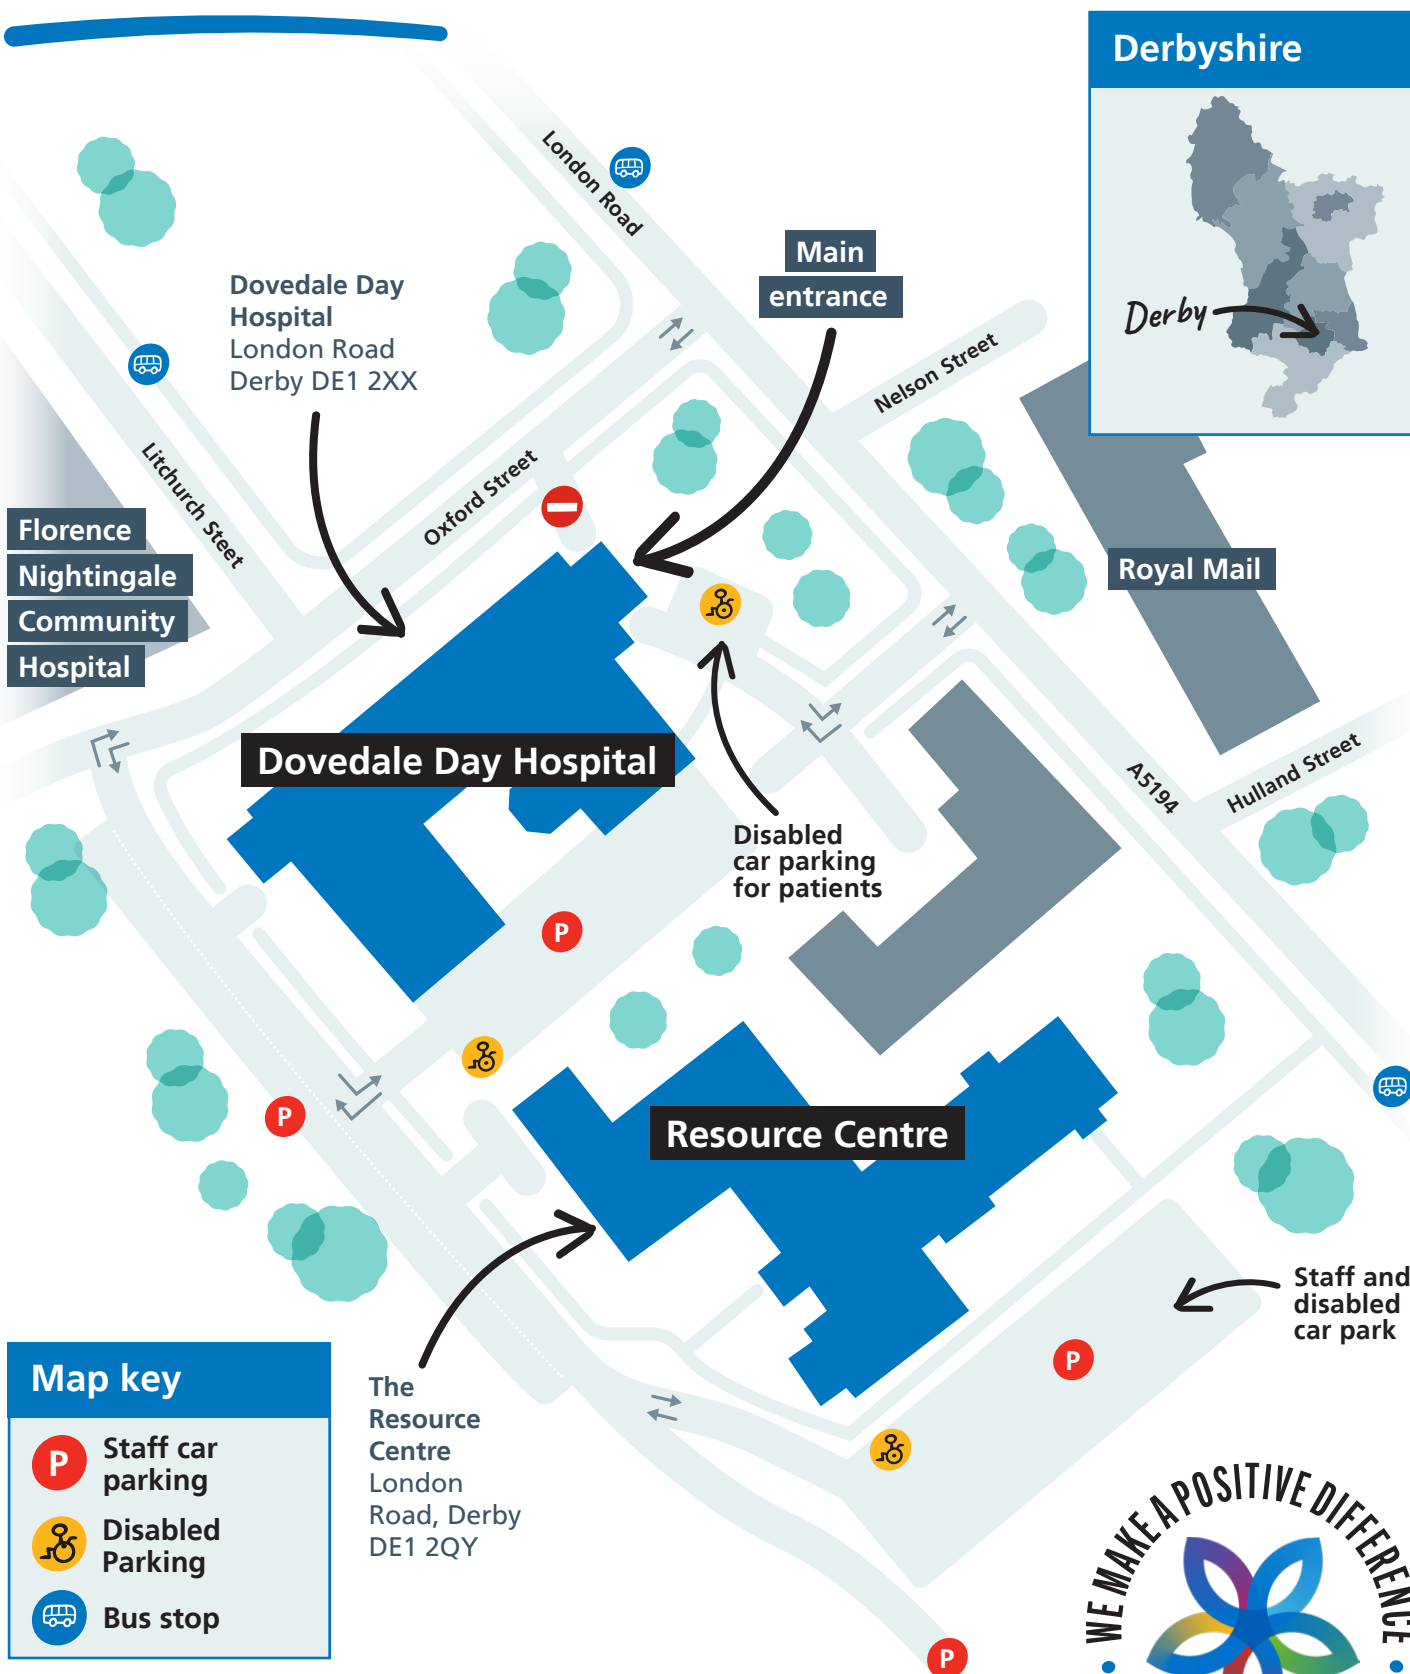 Derbyshire
Derby
London Road
Main
entrance
Dovedale Day
Hospital
London Road
Derby DE1 2XX
Nelson Street
Litchurch Steet
Oxford Street
Florence
Nightingale
Community
Hospital
Royal Mail
Dovedale Day Hospital
A5194
Hulland Street
Disabled
car parking
for patients
P
P
Resource Centre
Staff and
disabled
car park
P
The
Resource
Centre
London
Road, Derby
DE1 2QY
Map key
P
Staff car
parking
Disabled
Parking
Bus stop
P
WE MAKE A POSITIVE DIFFERENCE